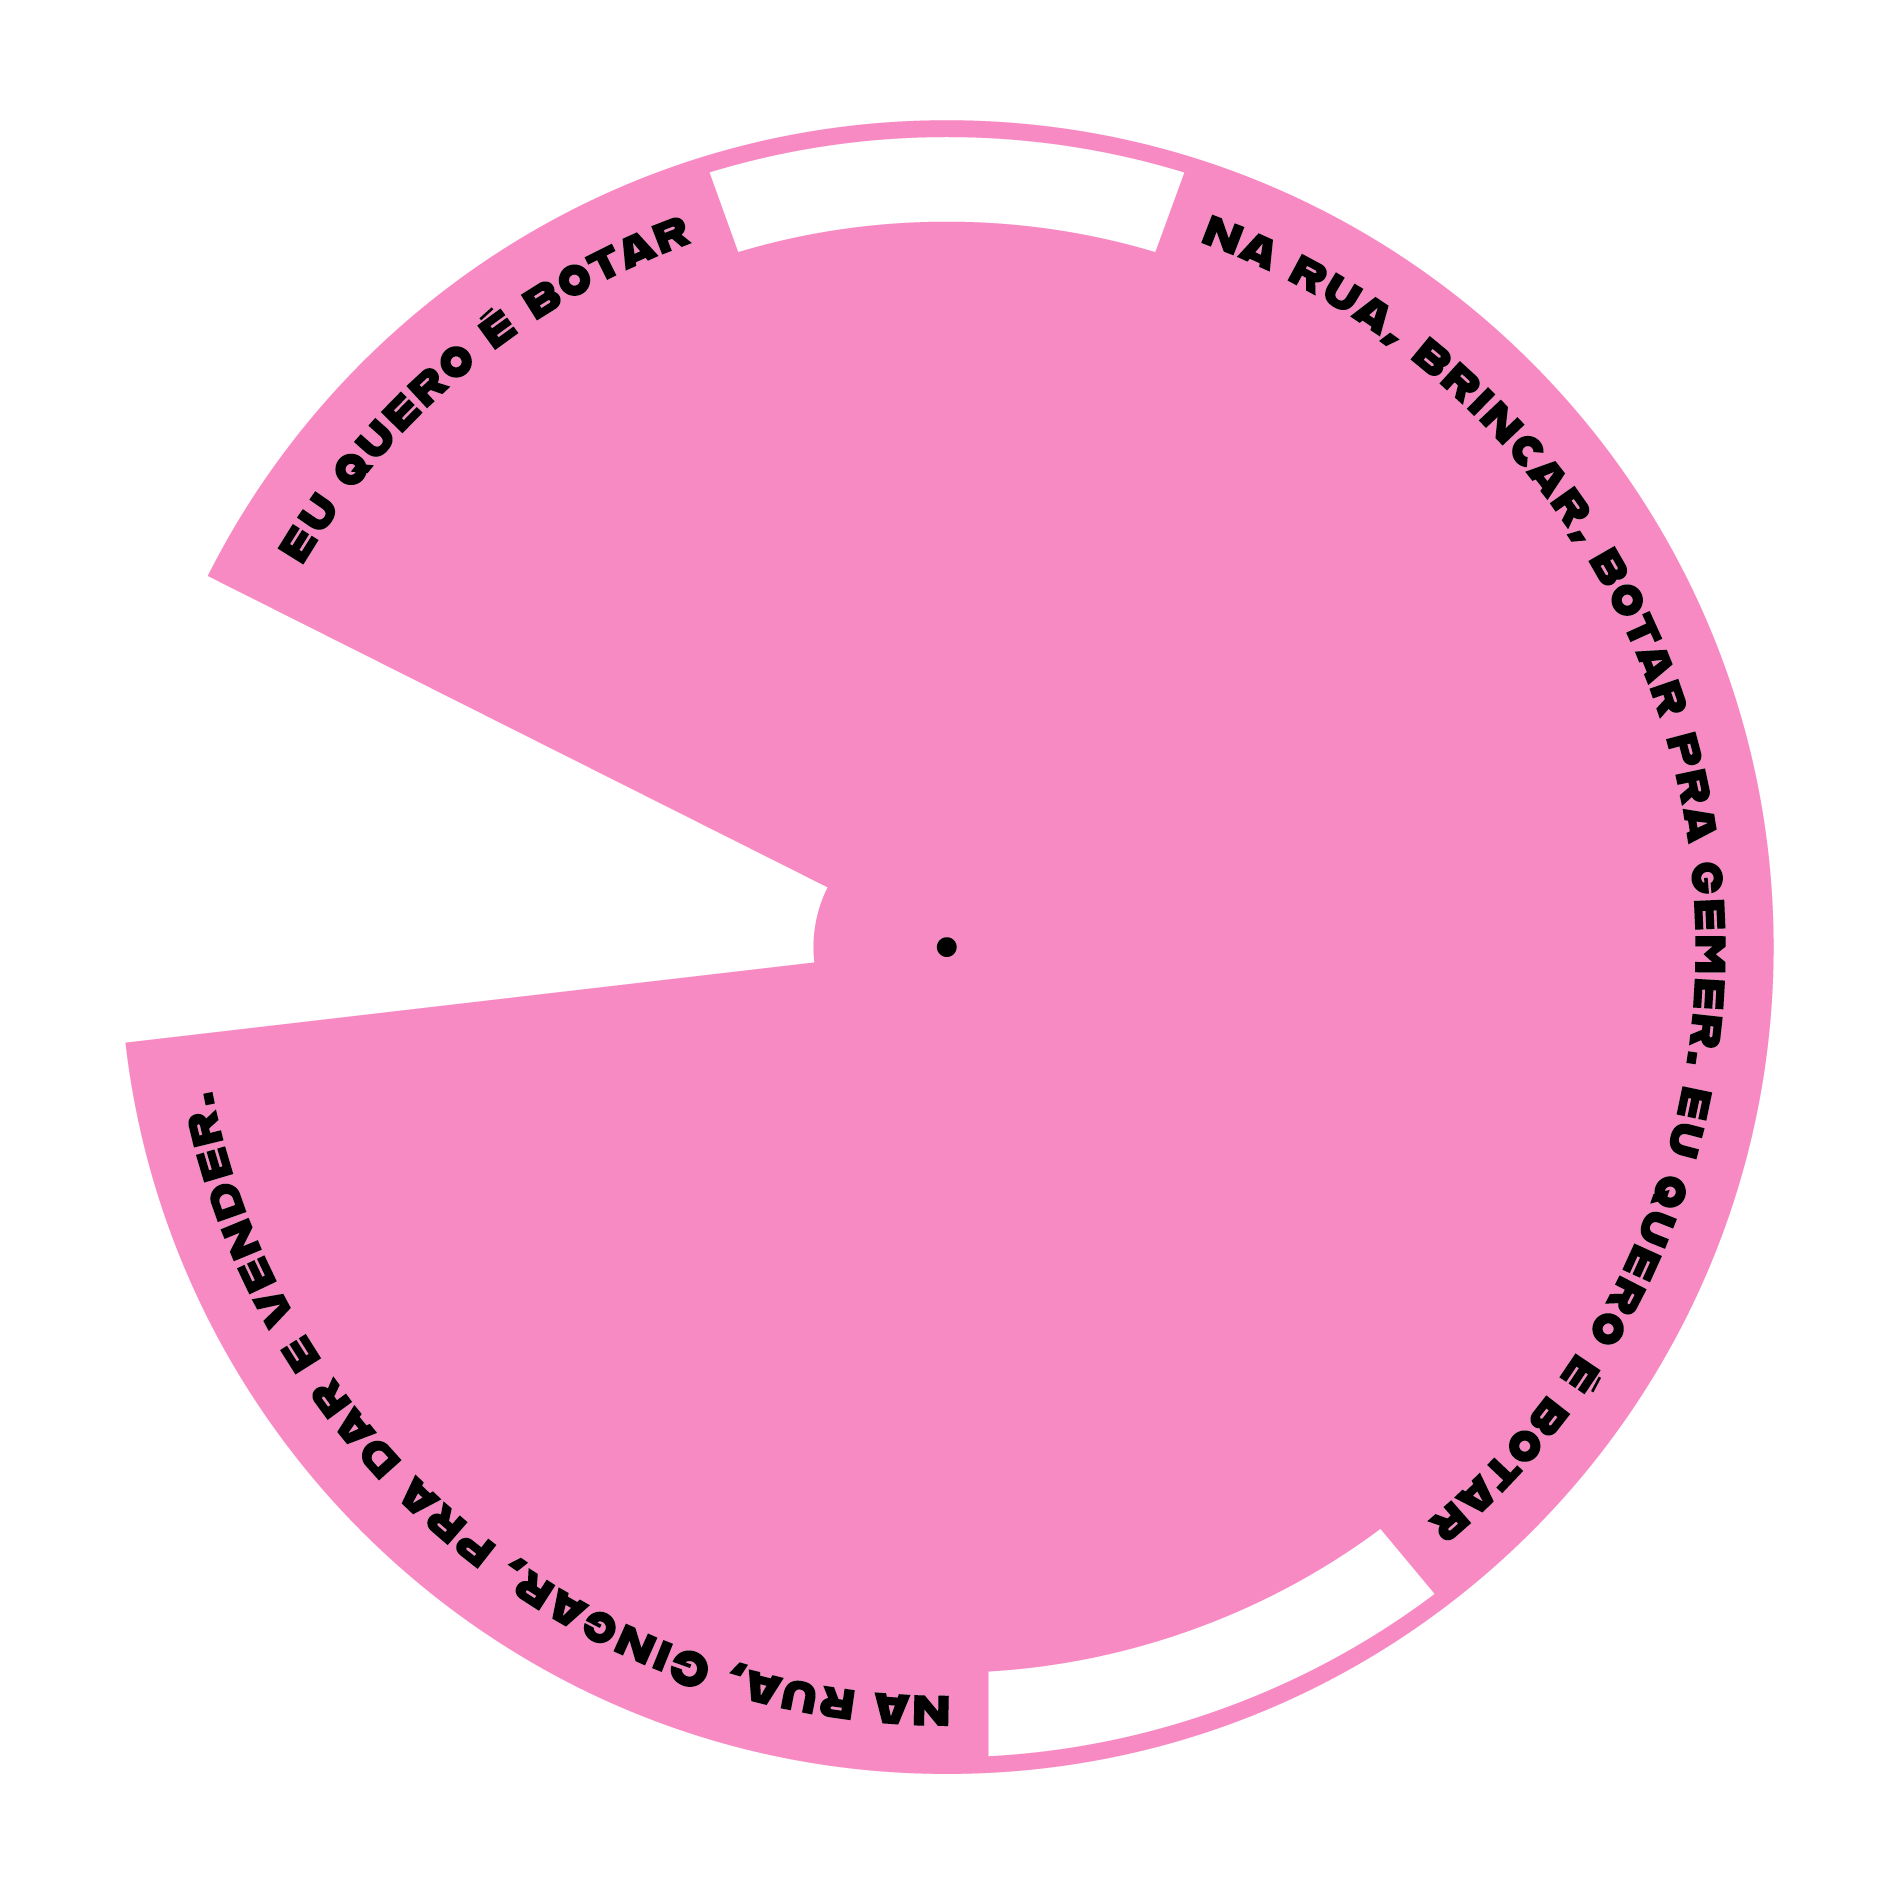 EU QUERO É BOTAR
NA RUA, BRINCAR, BOTAR PRA GEMER. EU QUERO É BOTAR
NA RUA, GINGAR, PRA DAR E VENDER.